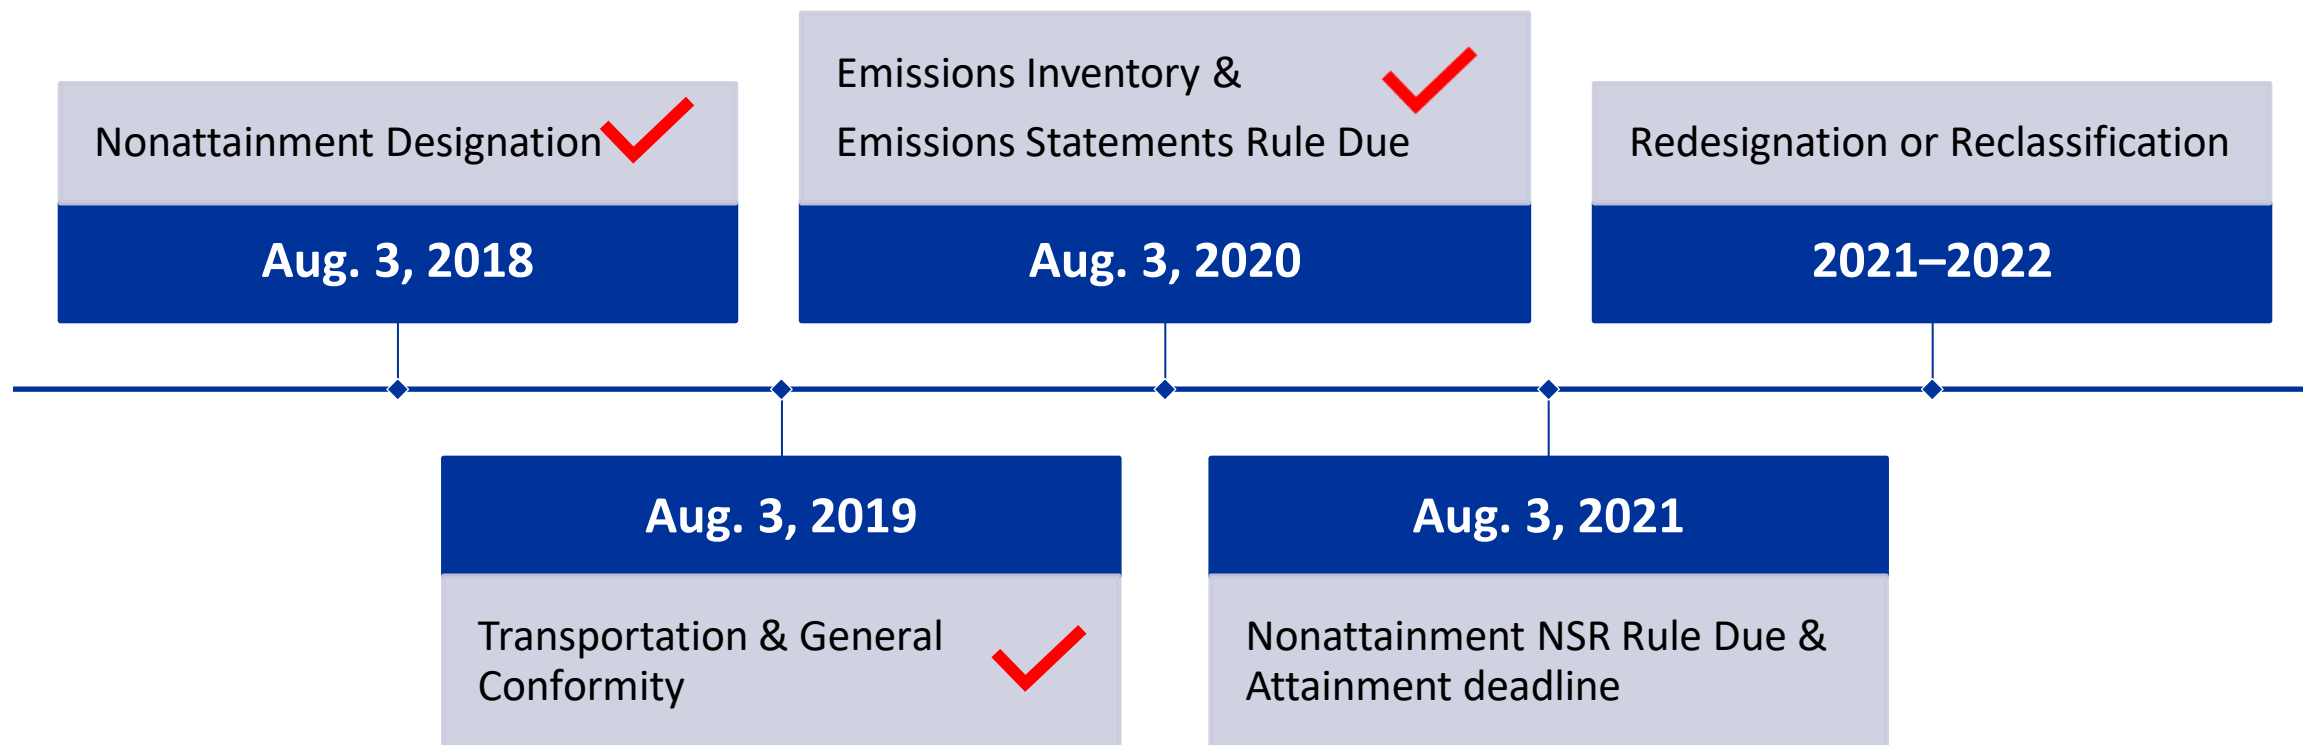 Nonattainment Designation
Aug. 3, 2018
Transportation & General
Conformity
Aug. 3, 2019
Emissions Inventory &
Emissions Statements Rule Due
Aug. 3, 2020
Aug. 3, 2021
Nonattainment NSR Rule Due &
Attainment deadline
Redesignation or Reclassification
2021–2022